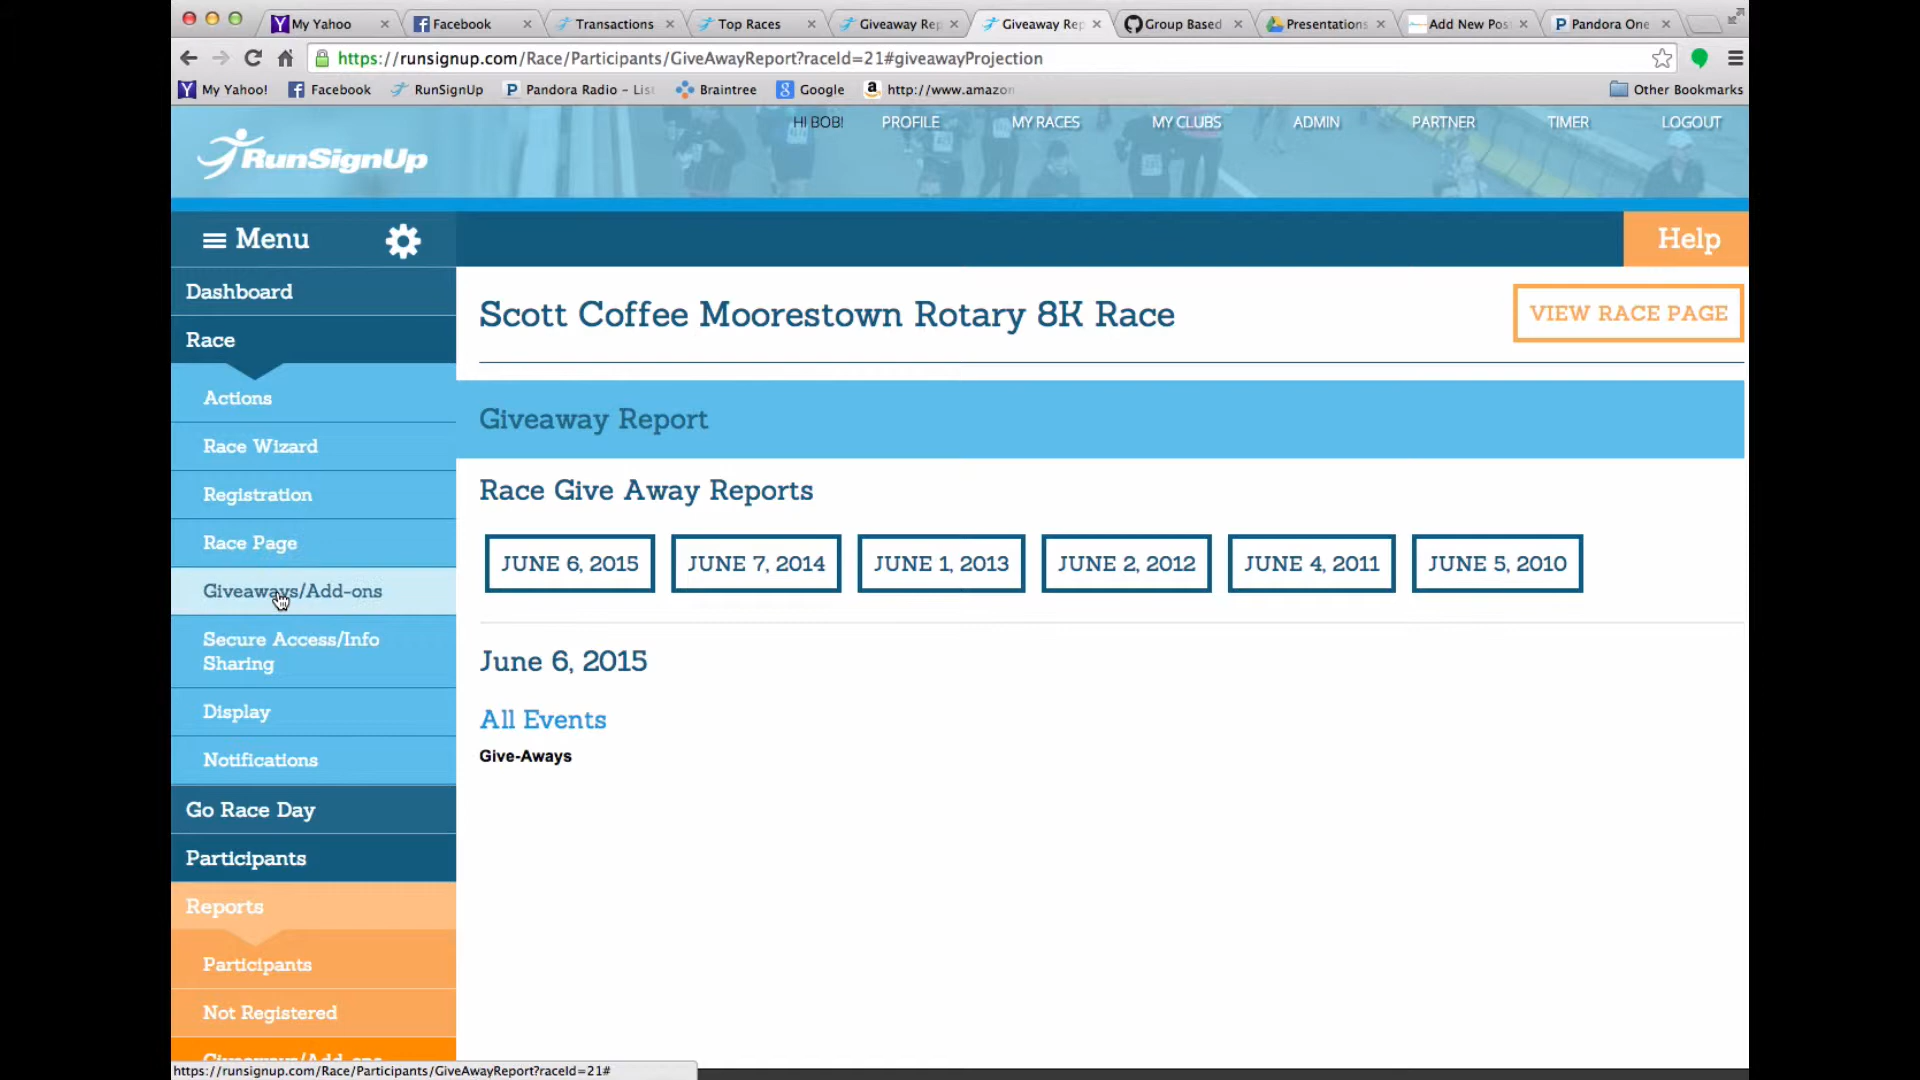 My Yahoo
Facebook
Transactions
Top Races
Giveaway Rep
Giveaway Rep
Group Based
Presentations
Add New Pos
Pandora One
https://runsignup.com/Race/Participants/GiveAwayReport?raceId=21#giveawayProjection
My Yahoo!
Facebook
RunSignUp
Pandora Radio - List
Braintree
Google
http://www.amazon
Other Bookmarks
HI BOB!
PROFILE
MY RACES
MY CLUBS
ADMIN
PARTNER
TIMER
LOGOUT
RunSignUp
Menu
Help
Dashboard
Race
Actions
Race Wizard
Registration
Race Page
Giveaways/Add-ons
Secure Access/Info
Sharing
Display
Notifications
Go Race Day
Participants
Reports
Participants
Not Registered
Giveaways/Add-ons
Scott Coffee Moorestown Rotary 8K Race
VIEW RACE PAGE
Giveaway Report
Race Give Away Reports
JUNE 6, 2015
JUNE 7, 2014
JUNE 1, 2013
JUNE 2, 2012
JUNE 4, 2011
JUNE 5, 2010
June 6, 2015
All Events
Give-Aways
https://runsignup.com/Race/Participants/GiveAwayReport?raceId=21#